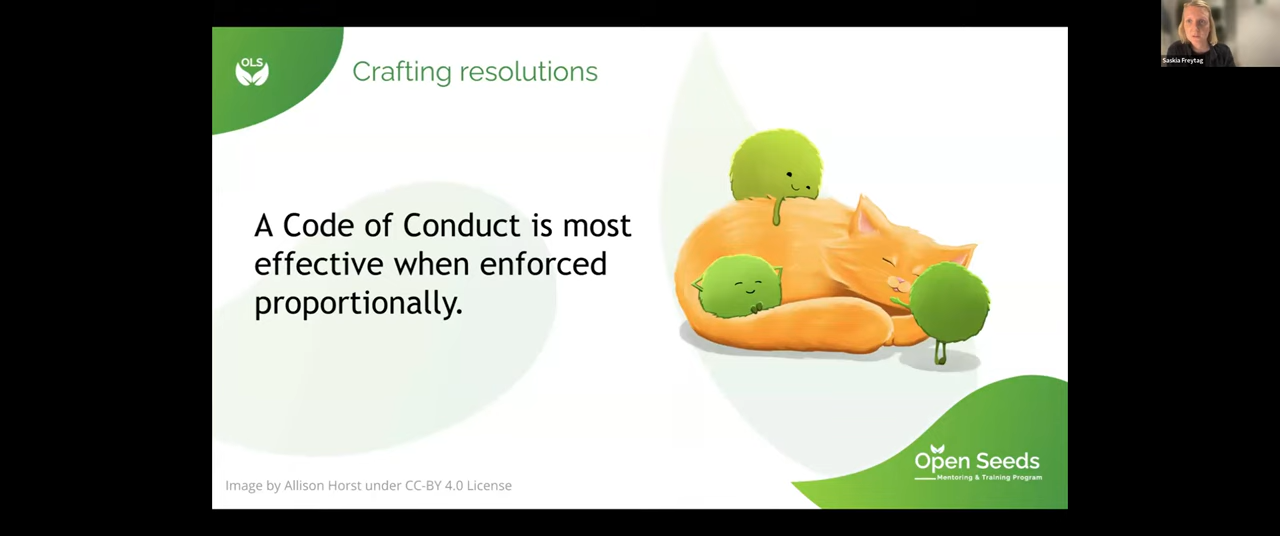 OLS
Crafting resolutions
Saskia Freytag
A Code of Conduct is most
effective when enforced
proportionally.
Open Seeds
Mentoring & Training Program
Image by Allison Horst under CC-BY 4.0 License